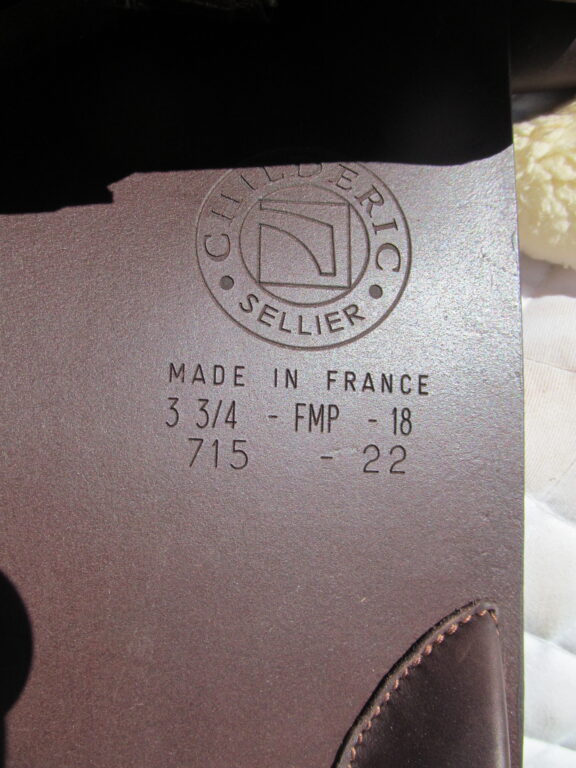 CHILDERIC
SELLIER
MADE IN FRANCE
3 3/4 - FMP - 18
715 - 22